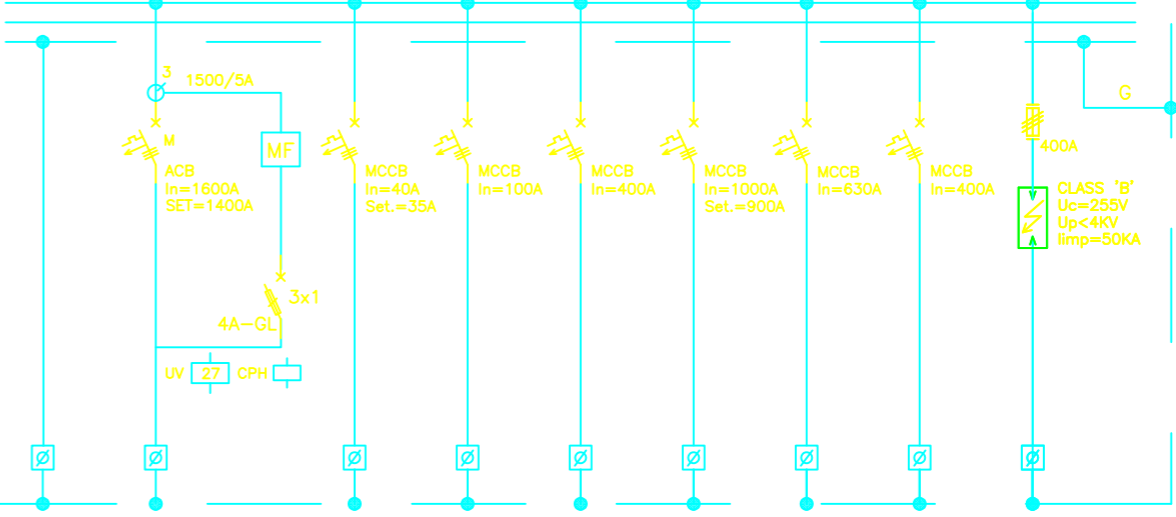 3
1500/5A
M
MF
ACB
In=1600A
SET=1400A
3x1
4A-GL
UV 27 CPH
MCCB
In=40A
Set.=35A
MCCB
In=100A
MCCB
In=400A
MCCB
In=1000A
Set.=900A
MCCB
In=630A
MCCB
In=400A
400A
CLASS 'B'
Uc=255V
Up<4KV
Iimp=50KA
G